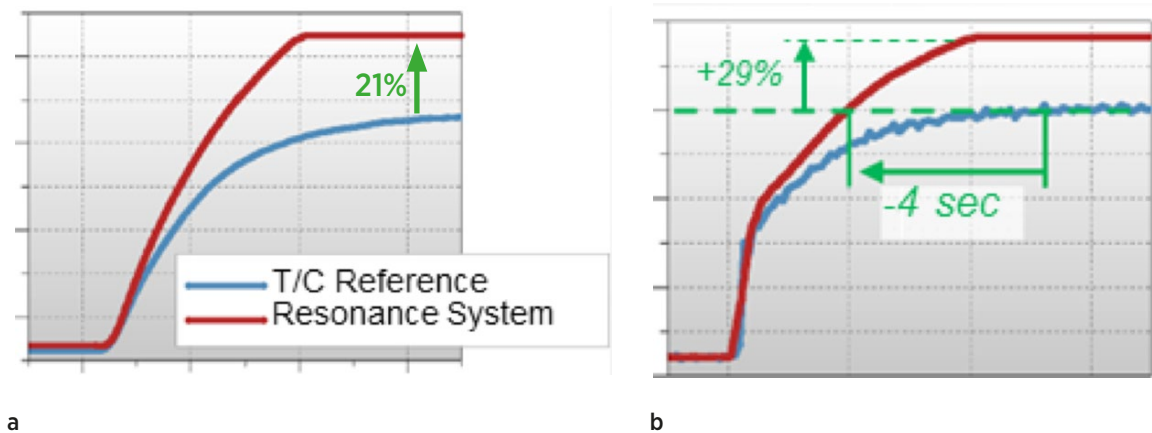 21%
T/C Reference
Resonance System
+29%
-4 sec
a
b